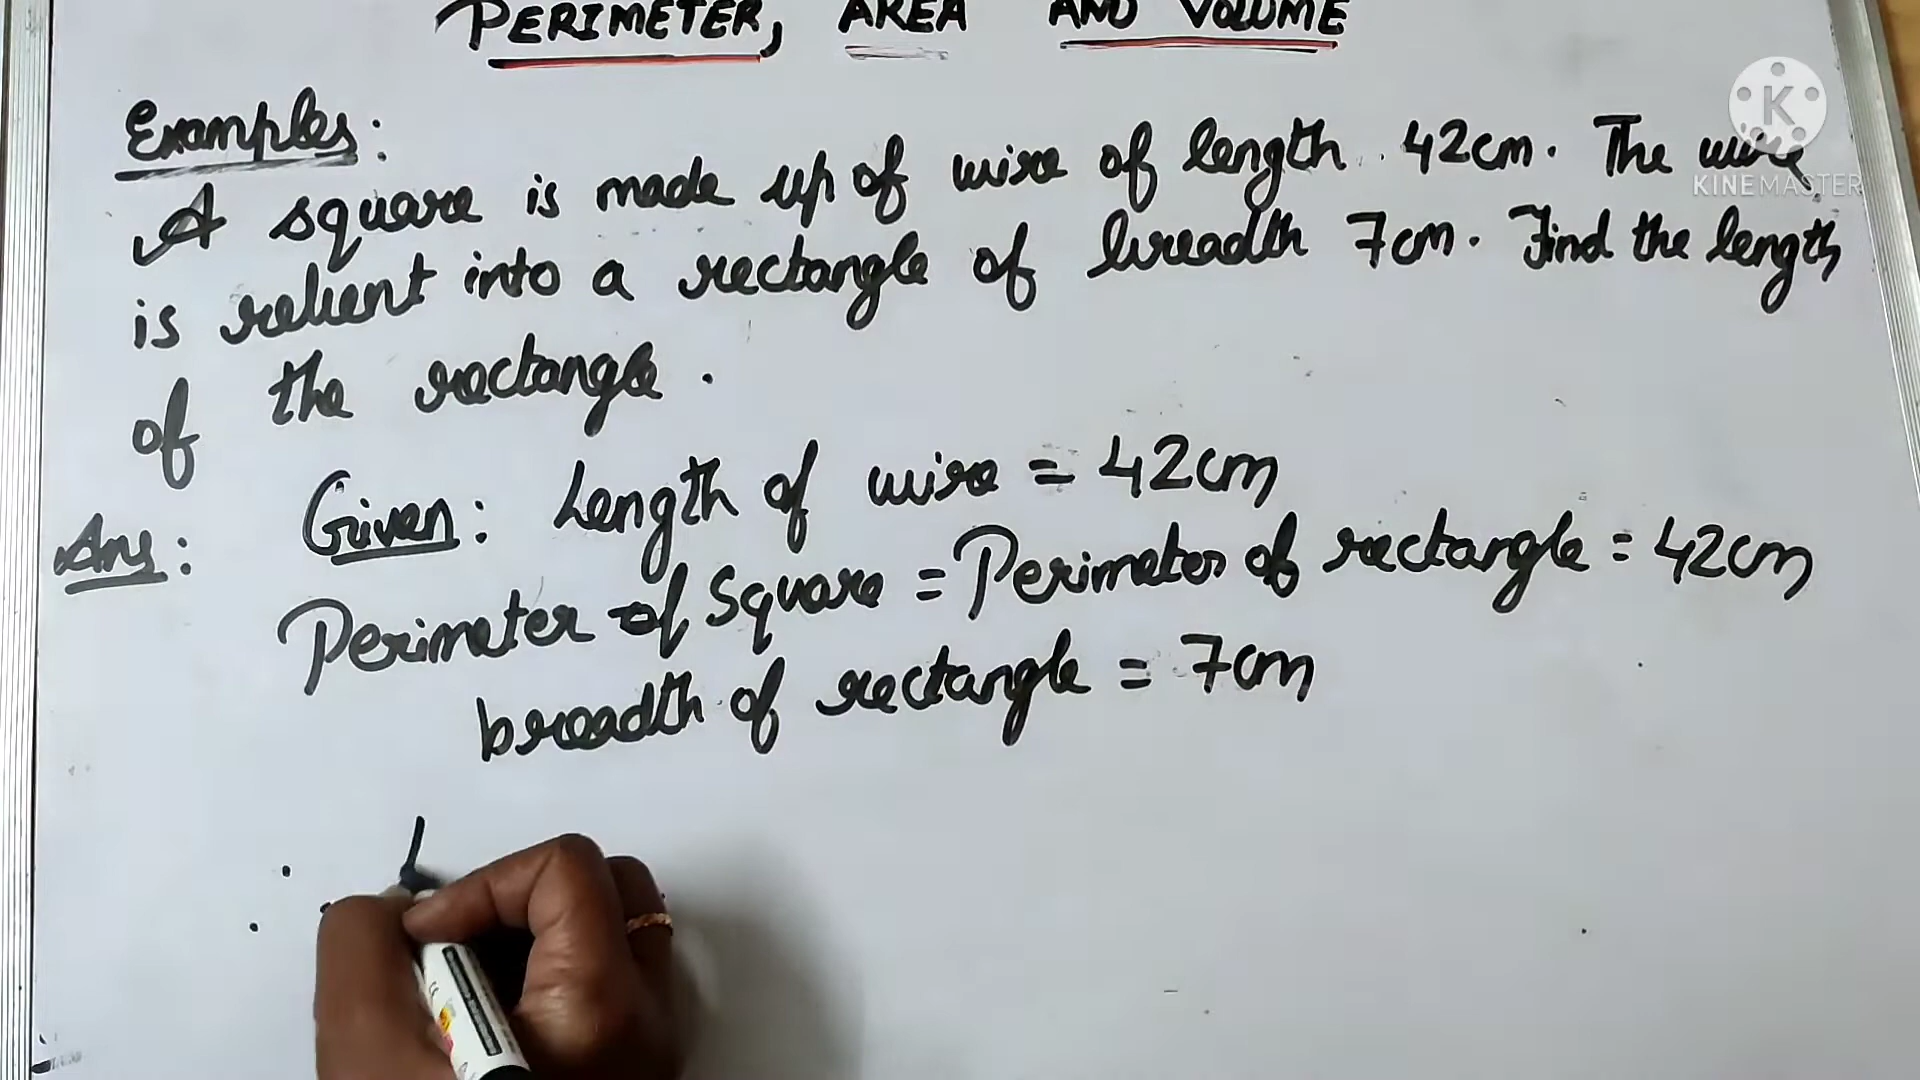 PERIMETER, AREA AND VOLUME
Examples:
A square is made up of wire of length 42cm. The wire
is rebent into a rectangle of breadth 7cm. Find the length
of the rectangle.
Ans: Given: Length of wire = 42cm
Perimeter of Square = Perimeter of rectangle = 42cm
breadth of rectangle = 7cm
K
KINEMASTER